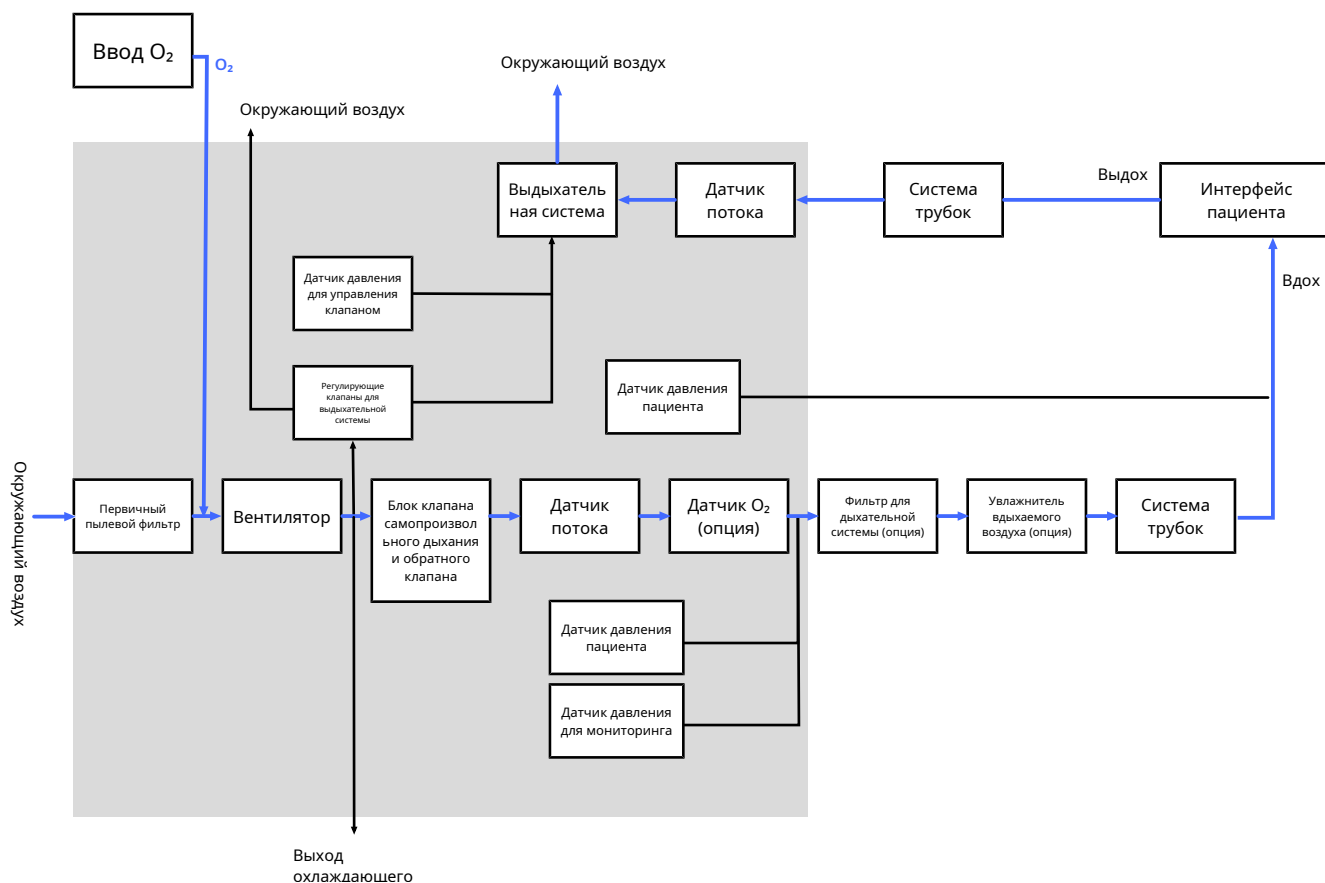 Ввод O₂
O₂
Окружающий воздух
Окружающий воздух
Выдыхатель
ная система
Датчик
потока
Система
трубок
Выдох
Интерфейс
пациента
Вдох
Датчик давления
для управления
клапаном
Регулирующие
клапаны для
выдыхательной
системы
Датчик давления
пациента
Окружающий воздух
Первичный
пылевой фильтр
Вентилятор
Блок клапана
самопроизвол
ьного дыхания
и обратного
клапана
Датчик
потока
Датчик O₂
(опция)
Фильтр для
дыхательной
системы (опция)
Увлажнитель
вдыхаемого
воздуха (опция)
Система
трубок
Датчик давления
пациента
Датчик давления
для мониторинга
Выход
охлаждающего